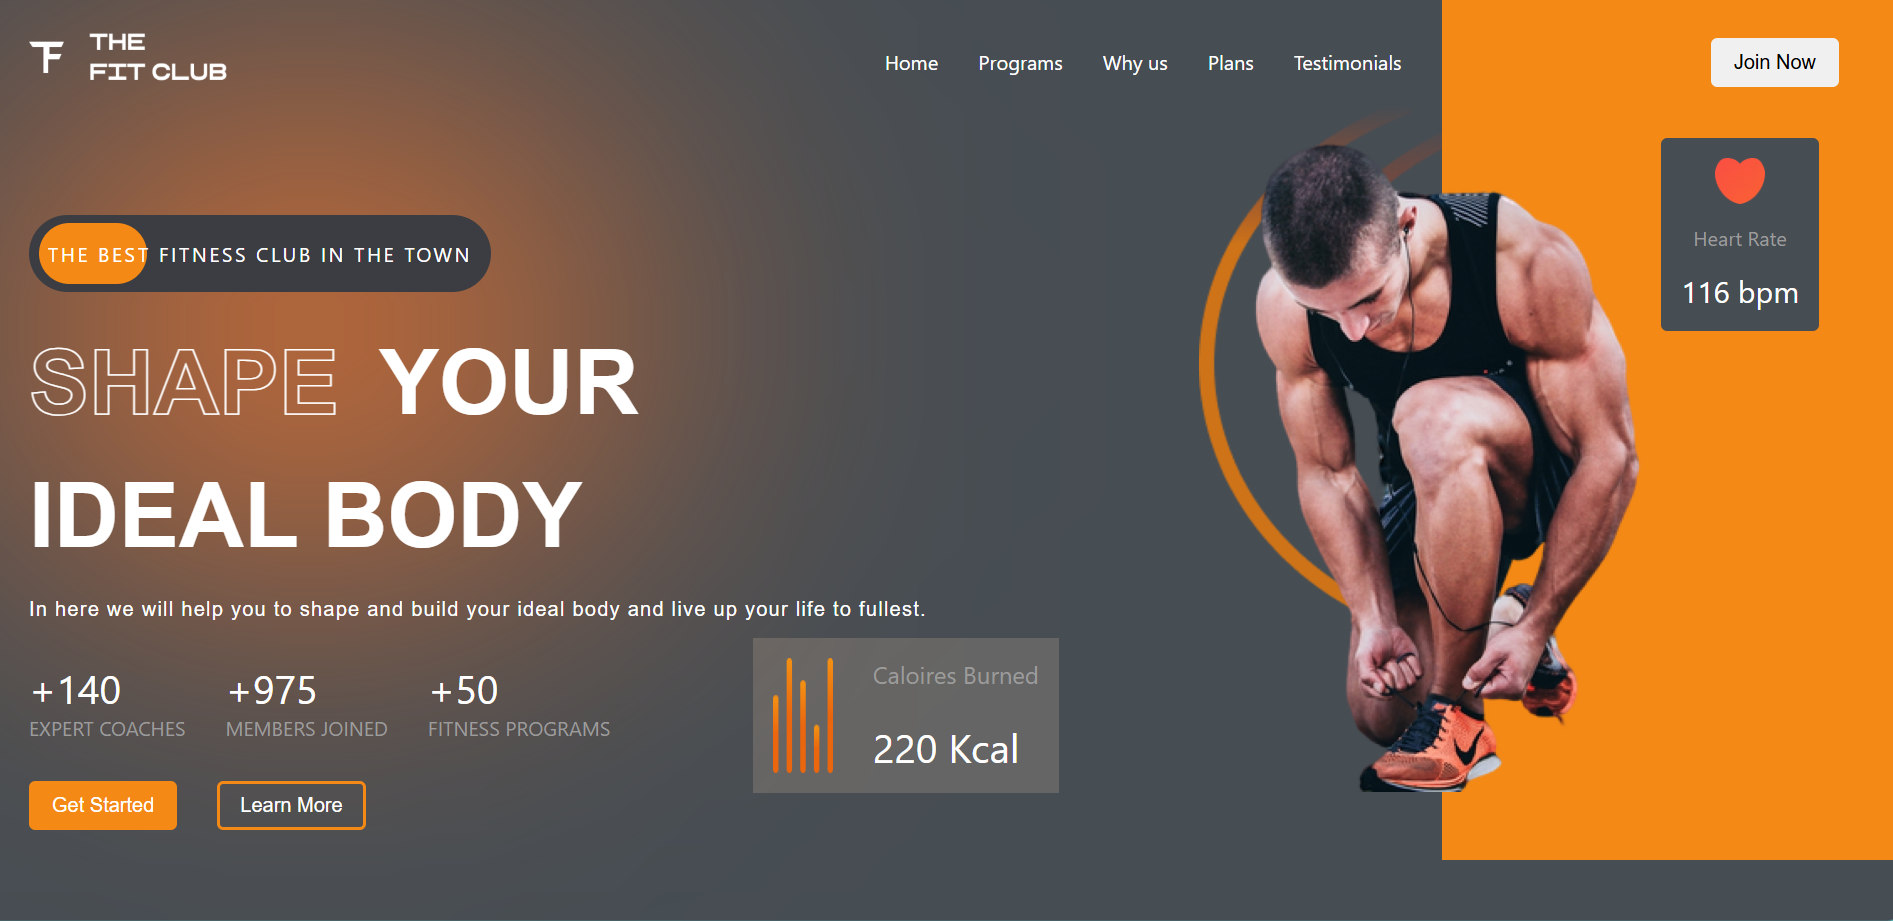 THE
FIT CLUB
Home Programs Why us Plans Testimonials
Join Now
Heart Rate
116 bpm
THE BEST FITNESS CLUB IN THE TOWN
SHAPE YOUR
IDEAL BODY
In here we will help you to shape and build your ideal body and live up your life to fullest.
+140
EXPERT COACHES
+975
MEMBERS JOINED
+50
FITNESS PROGRAMS
Caloires Burned
220 Kcal
Get Started
Learn More